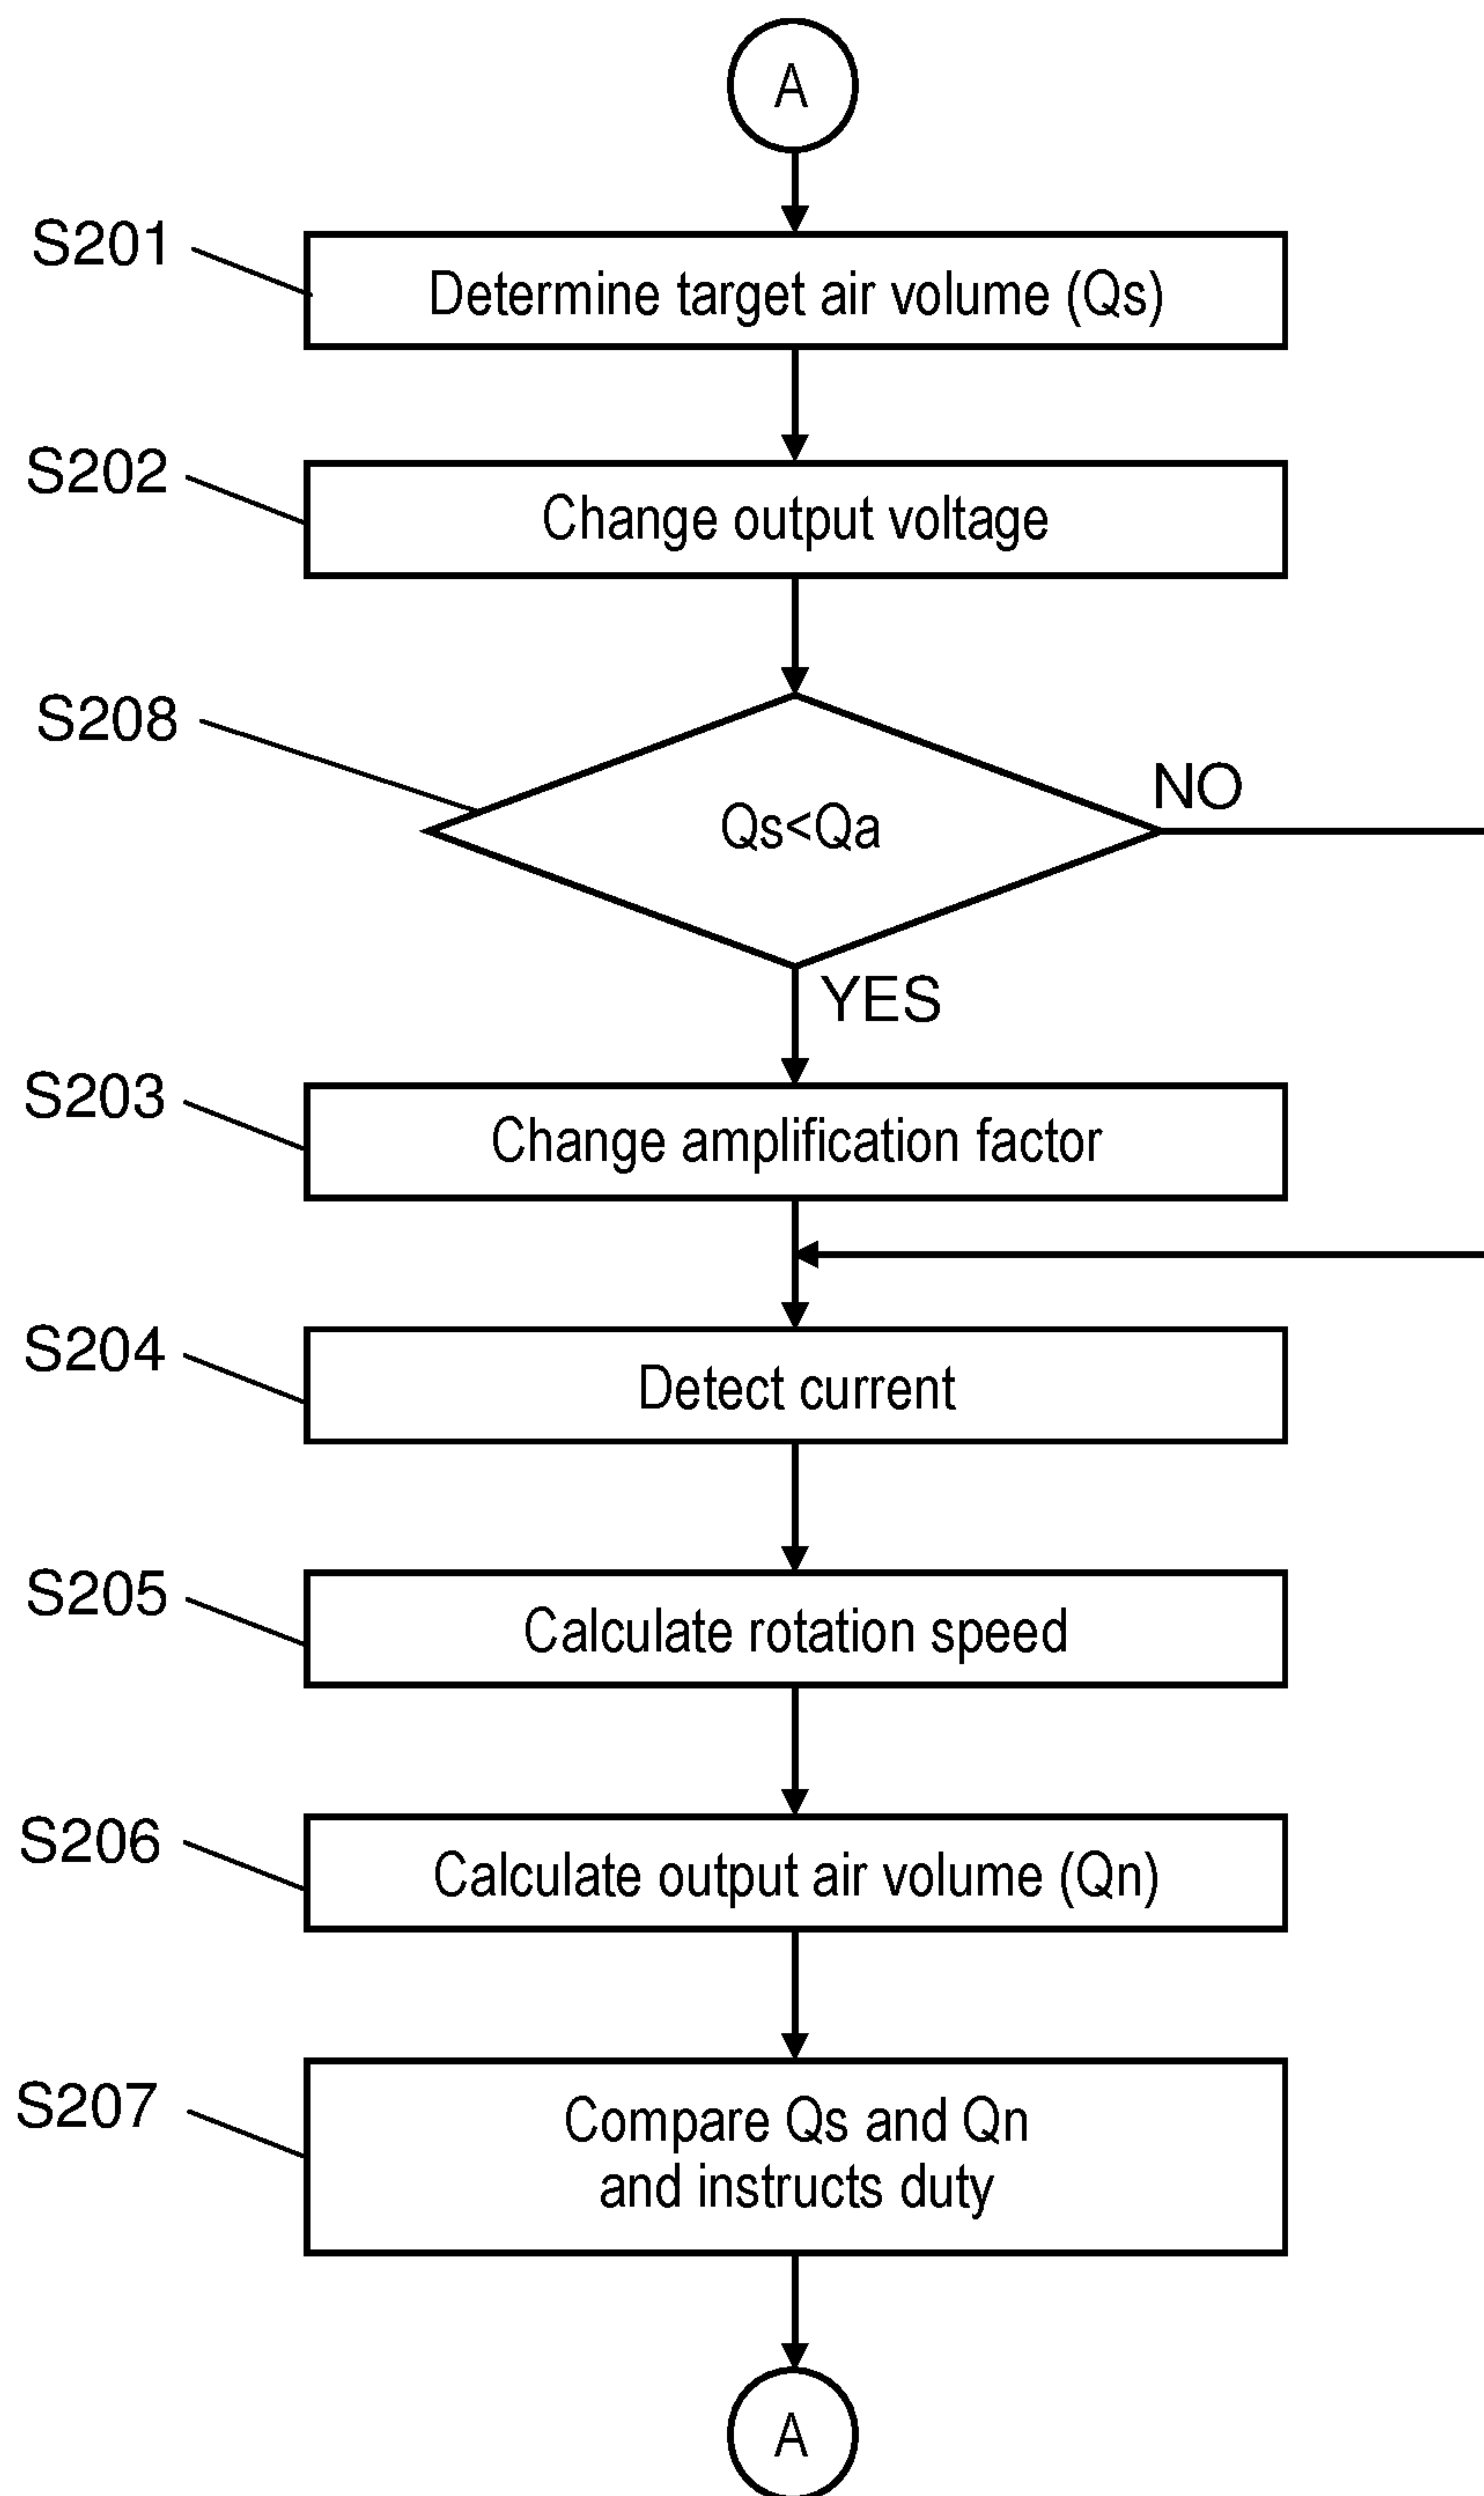 A
S201
Determine target air volume (Qs)
S202
Change output voltage
S208
Qs<Qa
NO
YES
S203
Change amplification factor
S204
Detect current
S205
Calculate rotation speed
S206
Calculate output air volume (Qn)
S207
Compare Qs and Qn
and instructs duty
A